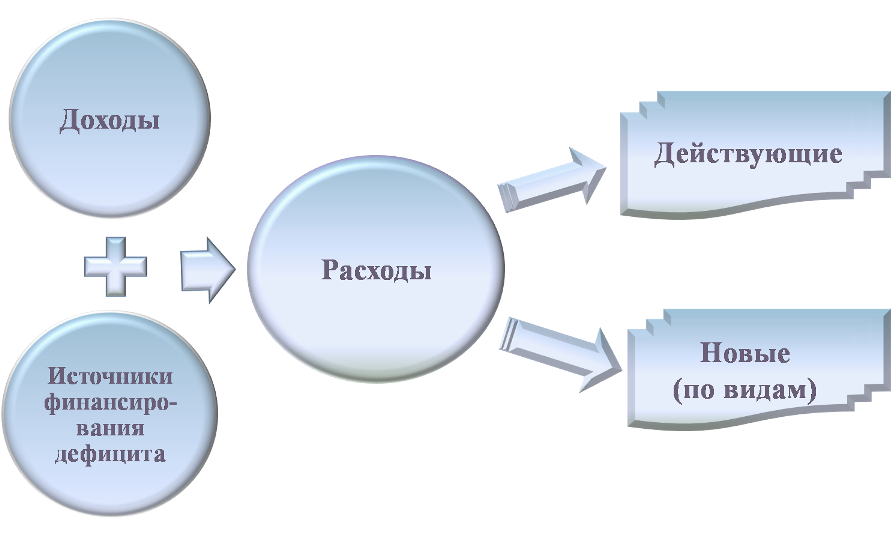 Доходы
Источники
финансиро-
вания
дефицита
Расходы
Действующие
Новые
(по видам)